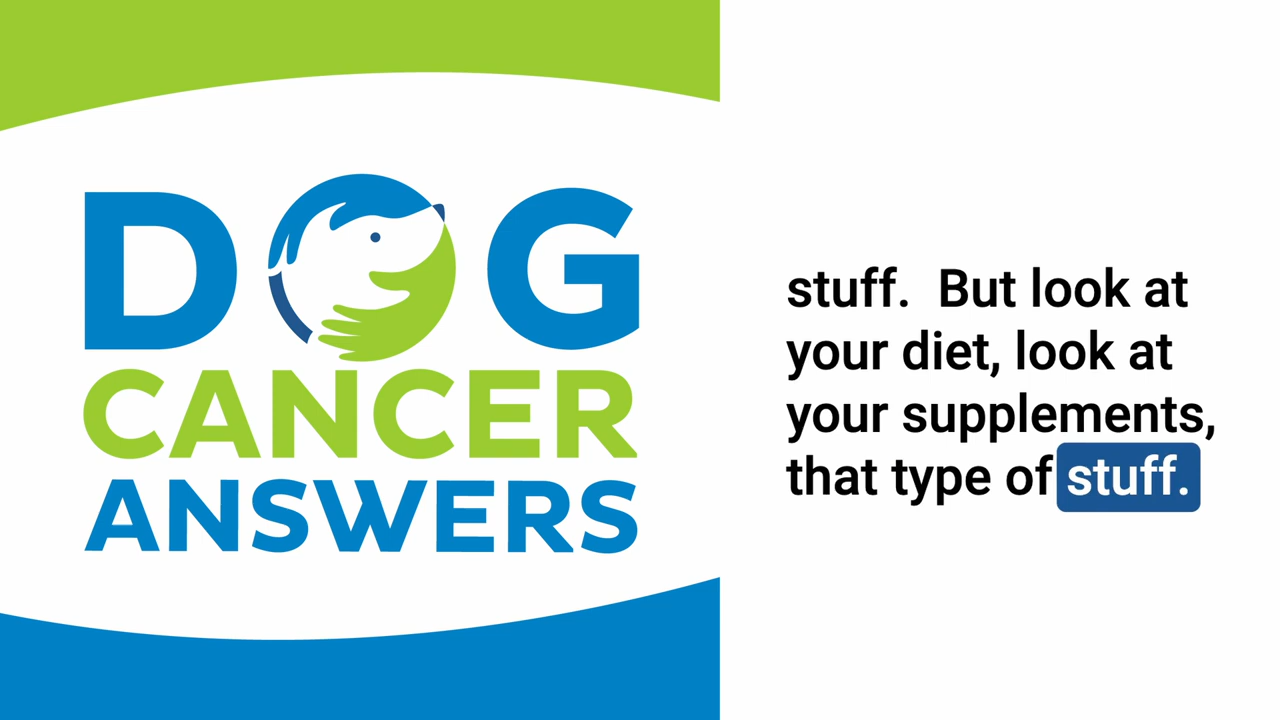 DOG
CANCER
ANSWERS
stuff.  But look at
your diet, look at
your supplements,
that type of stuff.